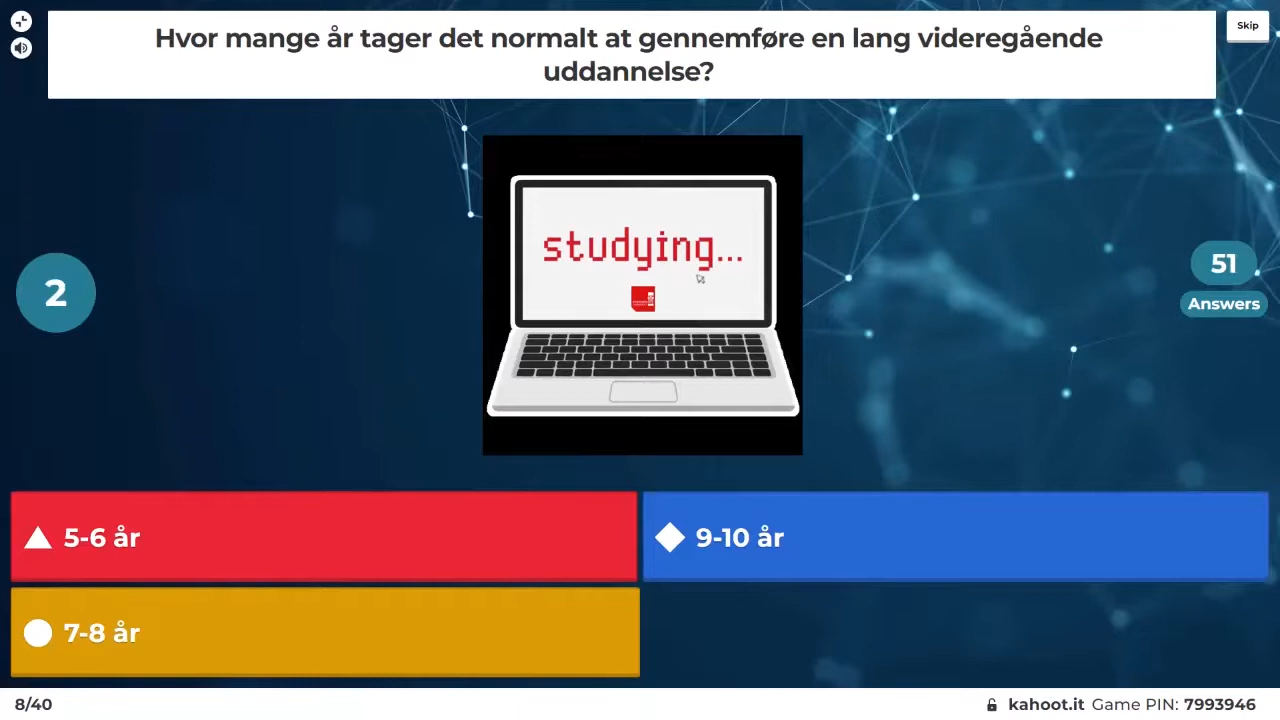 Hvor mange år tager det normalt at gennemføre en lang videregående
uddannelse?
Skip
studying...
2
51
Answers
5-6 år
9-10 år
7-8 år
8/40
kahoot.it Game PIN: 7993946